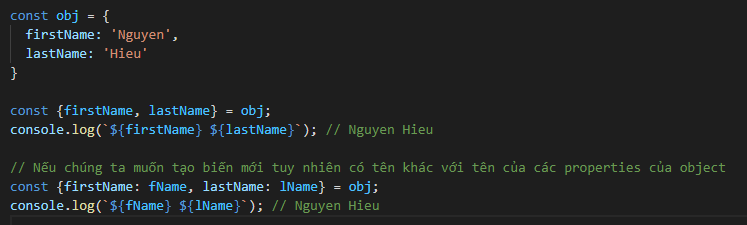 const obj = {
firstName: 'Nguyen',
lastName: 'Hieu'
}
const {firstName, lastName} = obj;
console.log(`${firstName} ${lastName}`); // Nguyen Hieu
// Nếu chúng ta muốn tạo biến mới tuy nhiên có tên khác với tên của các properties của object
const {firstName: fName, lastName: lName} = obj;
console.log(`${fName} ${lName}`); // Nguyen Hieu